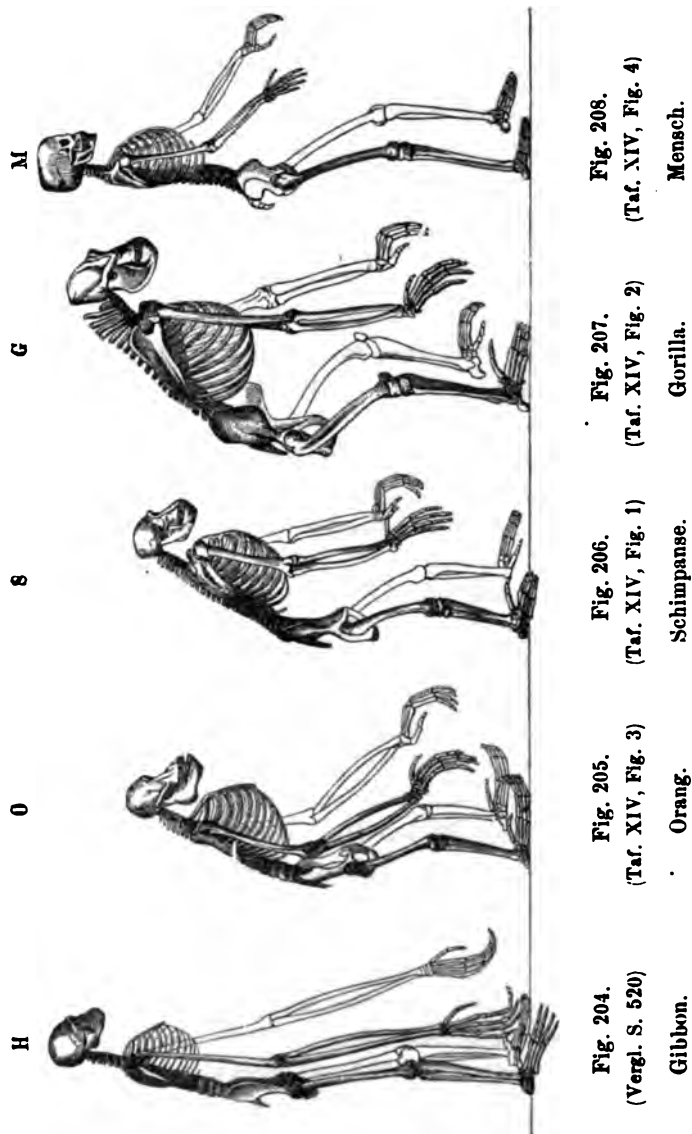 H O S G M
Fig. 204. Fig. 205. Fig. 206. Fig. 207. Fig. 208.
(Vergl. S. 520) (Taf. XIV, Fig. 3) (Taf. XIV, Fig. 1) (Taf. XIV, Fig. 2) (Taf. XIV, Fig. 4)
Gibbon. Orang. Schimpanse. Gorilla. Mensch.